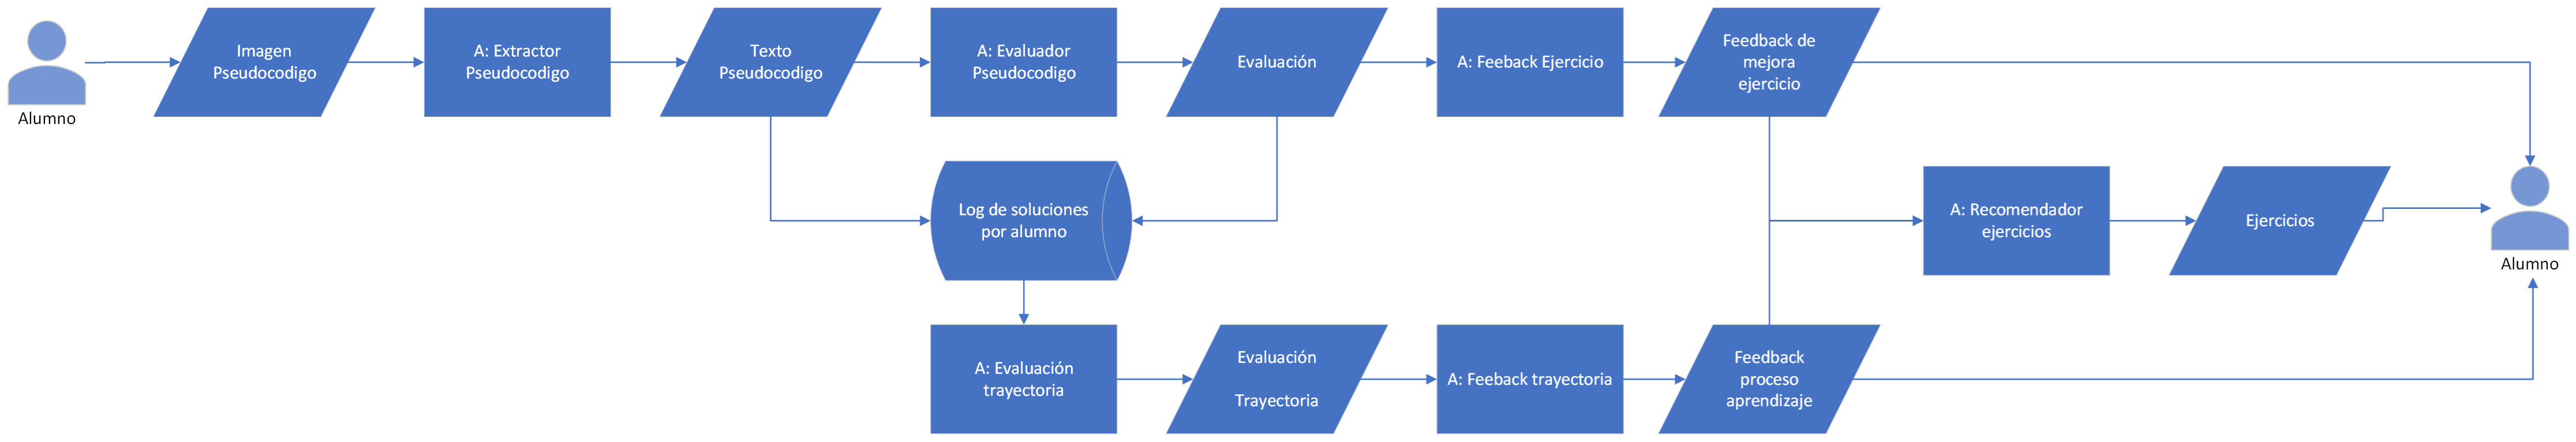 Alumno
Imagen
Pseudocodigo
A: Extractor
Pseudocodigo
Texto
Pseudocodigo
A: Evaluador
Pseudocodigo
Evaluación
A: Feeback Ejercicio
Feedback de
mejora
ejercicio
Log de soluciones
por alumno
A: Recomendador
ejercicios
Ejercicios
Alumno
A: Evaluación
trayectoria
Evaluación
Trayectoria
A: Feeback trayectoria
Feedback
proceso
aprendizaje